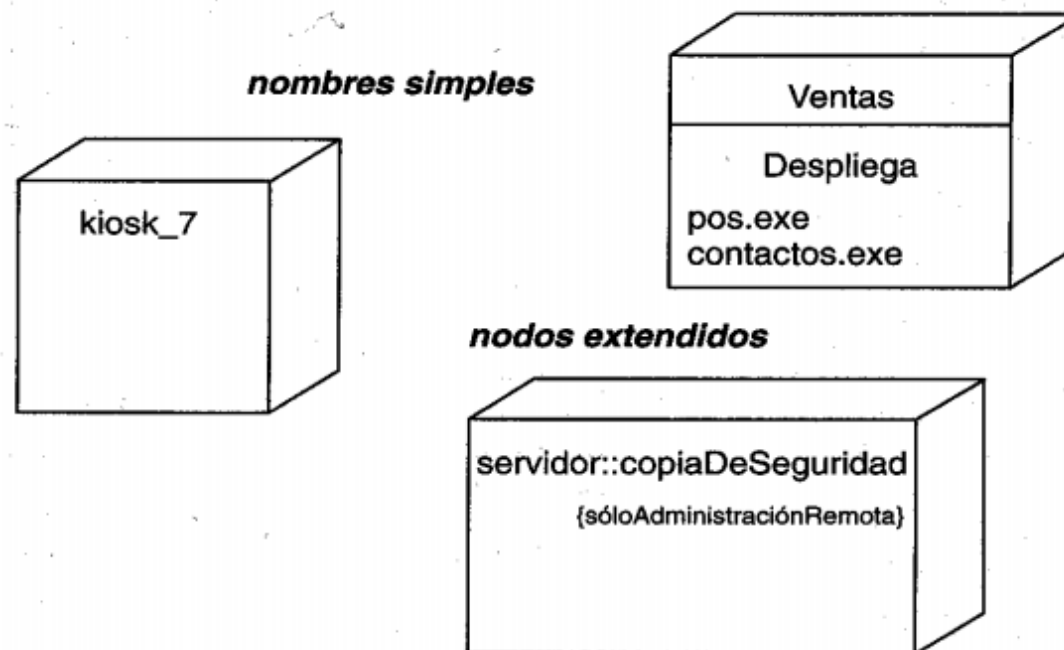 nombres simples
Ventas
Despliega
pos.exe
contactos.exe
kiosk_7
nodos extendidos
servidor::copiaDeSeguridad
{sóloAdministraciónRemota}